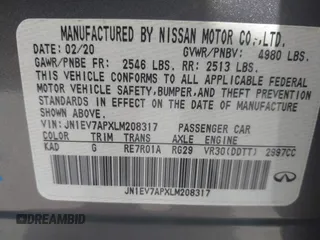 MANUFACTURED BY NISSAN MOTOR CO.,LTD.
DATE: 02/20 GVWR/PNBV: 4980 LBS.
GAWR/PNBE FR: 2546 LBS. RR: 2513 LBS.
THIS VEHICLE CONFORMS TO ALL APPLICABLE
FEDERAL MOTOR VEHICLE SAFETY, BUMPER, AND THEFT PREVENTION
STANDARDS IN EFFECT ON THE DATE OF MANUFACTURE
SHOWN ABOVE.
VIN: JN1EV7APXLM208317 PASSENGER CAR
COLOR TRIM TRANS AXLE ENGINE
KAD G RE7R01A RG29 VR30(DDTT) 2997CC
JN1EV7APXLM208317
DREAMBID